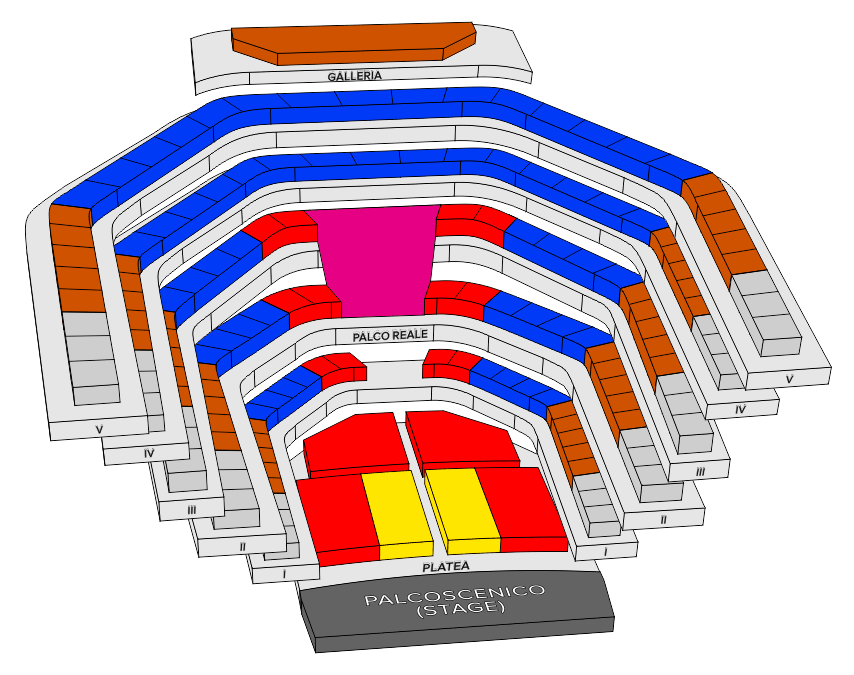 GALLERIA
PALCO REALE
V
IV
III
II
I
V
IV
III
II
I
PLATEA
PALCOSCENICO
(STAGE)